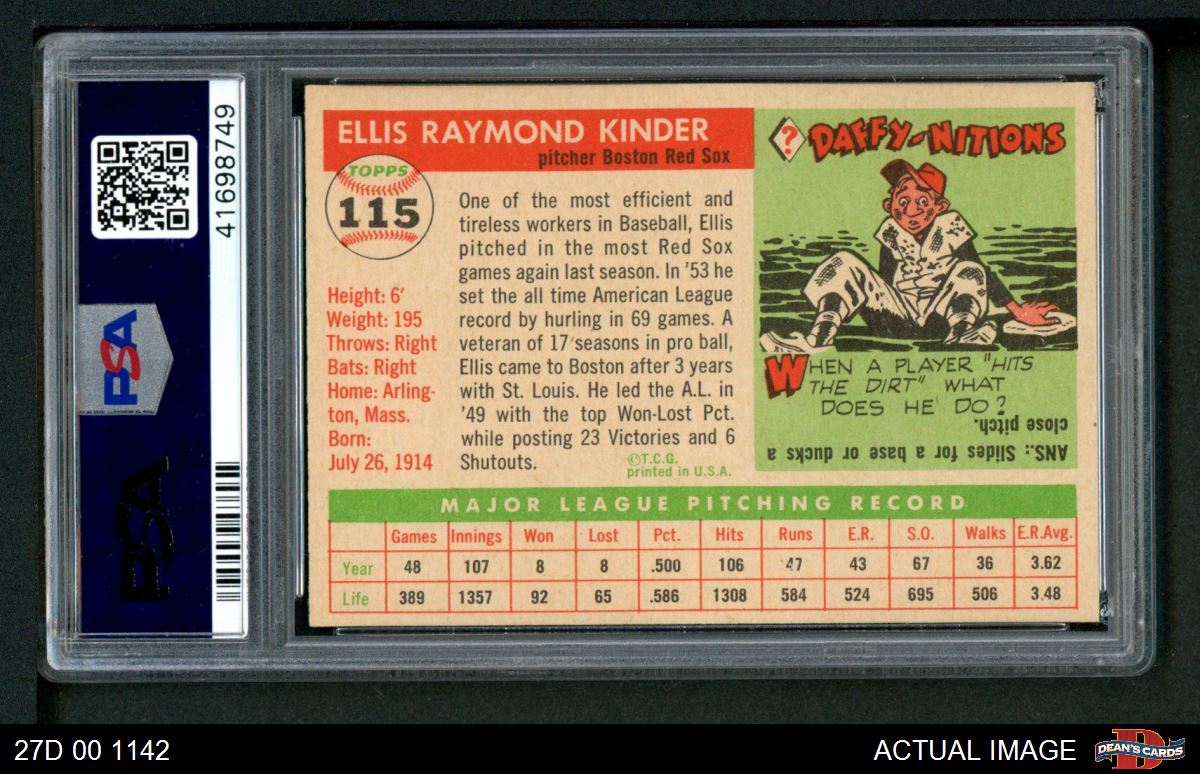 PSA
41698749
PSA
ELLIS RAYMOND KINDER
pitcher Boston Red Sox
TOPPS
115
Height: 6′
Weight: 195
Throws: Right
Bats: Right
Home: Arling-
ton, Mass.
Born:
July 26, 1914
One of the most efficient and
tireless workers in Baseball, Ellis
pitched in the most Red Sox
games again last season. In '53 he
set the all time American League
record by hurling in 69 games. A
veteran of 17 seasons in pro ball,
Ellis came to Boston after 3 years
with St. Louis. He led the A.L. in
'49 with the top Won-Lost Pct.
while posting 23 Victories and 6
Shutouts.
©T.C.G.
printed in U.S.A.
? DAFFY-NITIONS
WHEN A PLAYER "HITS
THE DIRT" WHAT
DOES HE DO?
ANS.: Slides for a base or ducks a
close pitch.
MAJOR LEAGUE PITCHING RECORD
Games Innings Won Lost Pct. Hits Runs E.R. S.O. Walks E.R.Avg.
Year 48 107 8 8 .500 106 47 43 67 36 3.62
Life 389 1357 92 65 .586 1308 584 524 695 506 3.48
27D 00 1142
ACTUAL IMAGE
D
DEAN'S CARDS